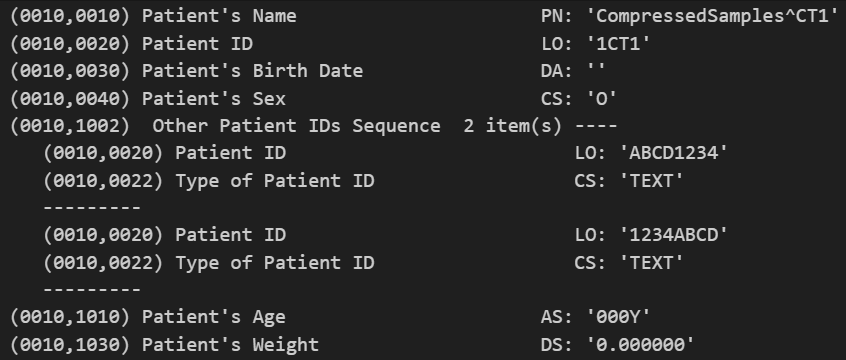 (0010,0010) Patient's Name                      PN: 'CompressedSamples^CT1'
(0010,0020) Patient ID                          LO: '1CT1'
(0010,0030) Patient's Birth Date                DA: ''
(0010,0040) Patient's Sex                       CS: 'O'
(0010,1002)  Other Patient IDs Sequence  2 item(s) ----
   (0010,0020) Patient ID                          LO: 'ABCD1234'
   (0010,0022) Type of Patient ID                  CS: 'TEXT'
   ---------
   (0010,0020) Patient ID                          LO: '1234ABCD'
   (0010,0022) Type of Patient ID                  CS: 'TEXT'
   ---------
(0010,1010) Patient's Age                       AS: '000Y'
(0010,1030) Patient's Weight                    DS: '0.000000'